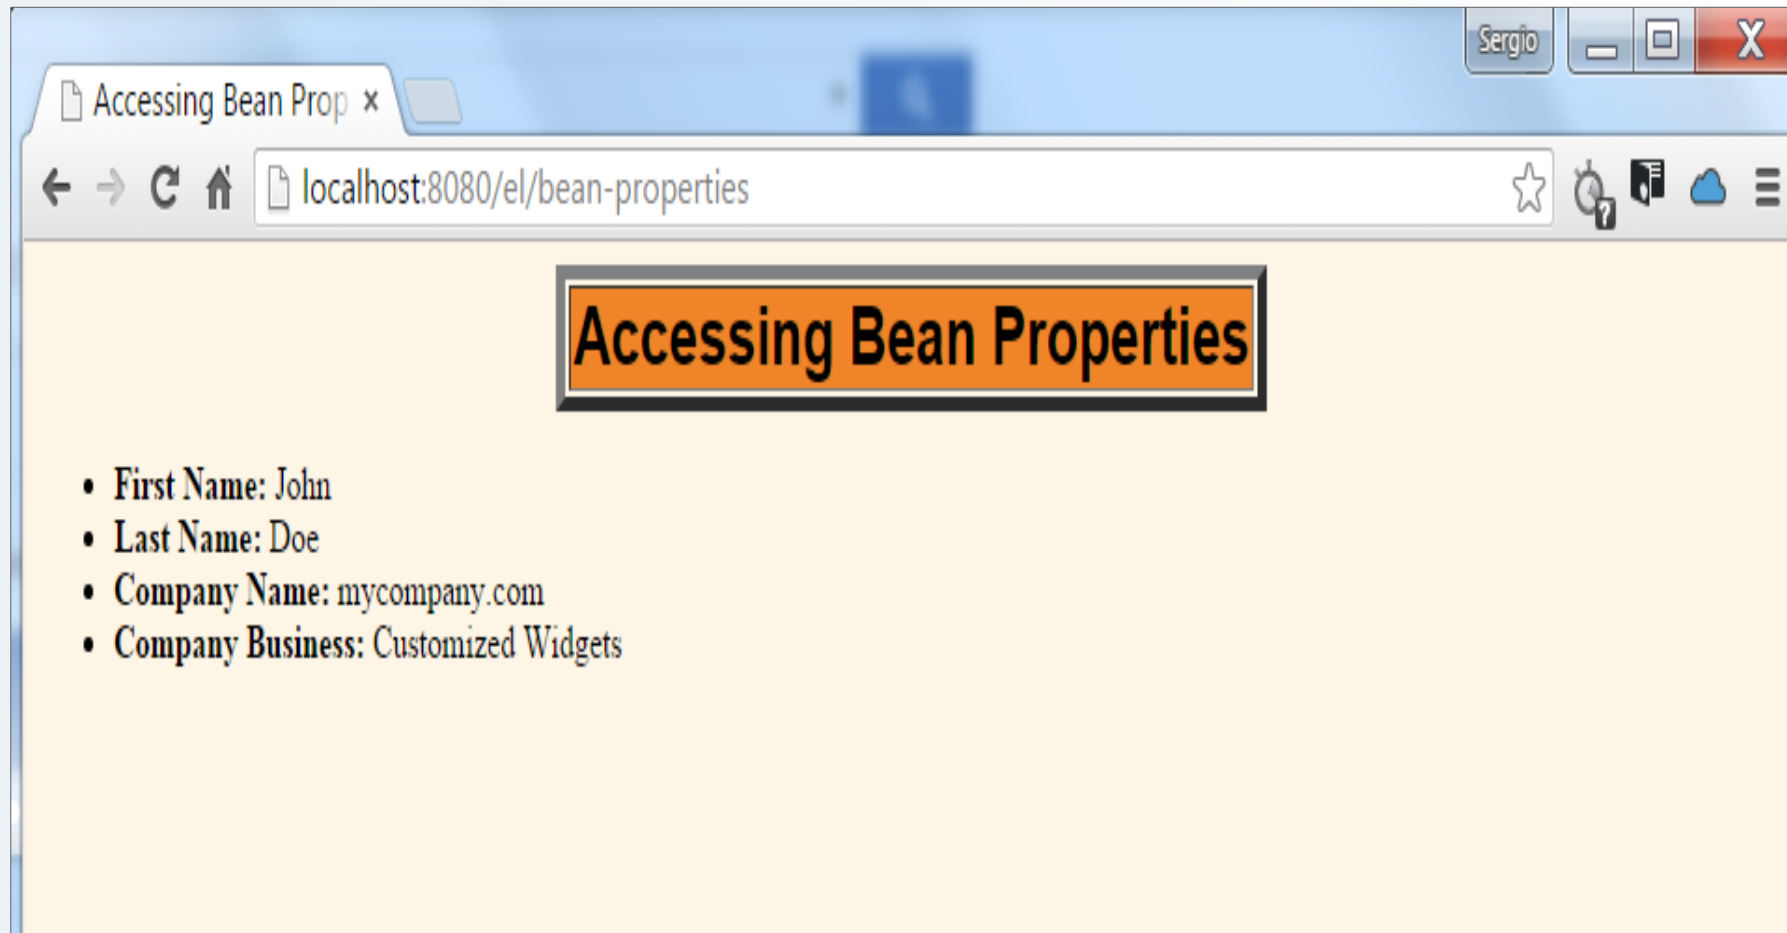 Sergio
Accessing Bean Prop
localhost:8080/el/bean-properties
Accessing Bean Properties
• First Name: John
• Last Name: Doe
• Company Name: mycompany.com
• Company Business: Customized Widgets